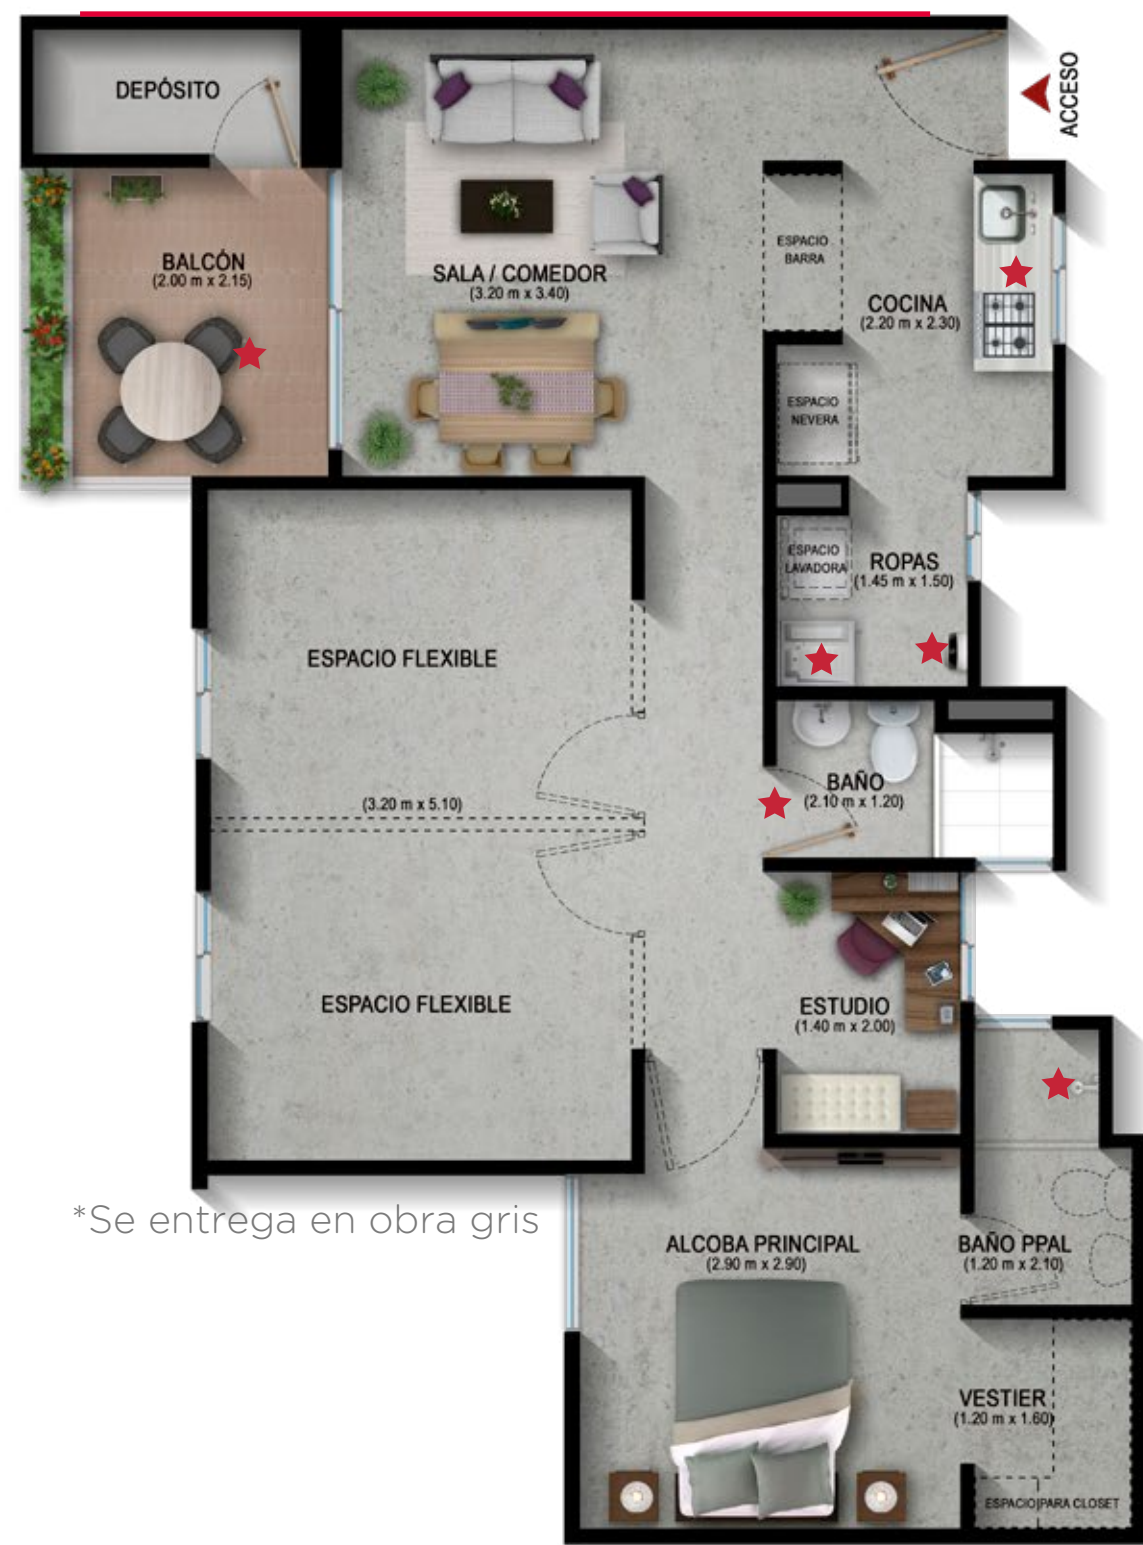 DEPÓSITO
ACCESO
BALCÓN
(2.00 m x 2.15)
SALA / COMEDOR
(3.20 m x 3.40)
ESPACIO
BARRA
COCINA
(2.20 m x 2.30)
ESPACIO
NEVERA
ESPACIO
LAVADORA
ROPAS
(1.45 m x 1.50)
ESPACIO FLEXIBLE
(3.20 m x 5.10)
BAÑO
(2.10 m x 1.20)
ESPACIO FLEXIBLE
ESTUDIO
(1.40 m x 2.00)
*Se entrega en obra gris
ALCOBA PRINCIPAL
(2.90 m x 2.90)
BAÑO PPAL
(1.20 m x 2.10)
VESTIER
(1.20 m x 1.60)
ESPACIO PARA CLOSET